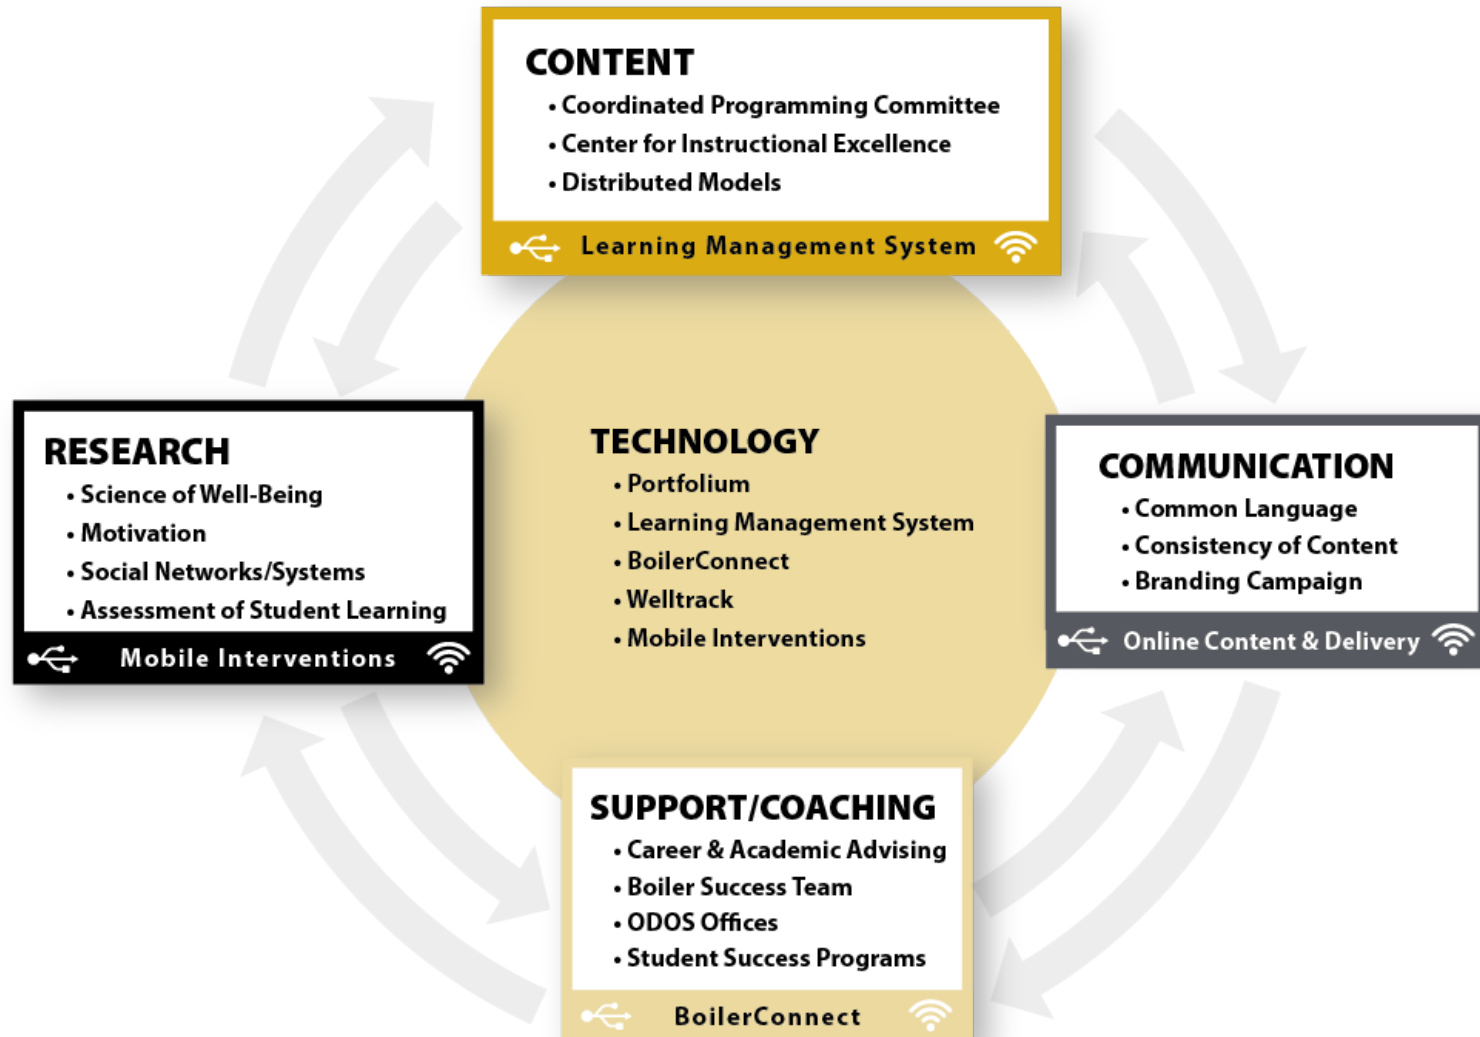 CONTENT
• Coordinated Programming Committee
• Center for Instructional Excellence
• Distributed Models
Learning Management System
RESEARCH
• Science of Well-Being
• Motivation
• Social Networks/Systems
• Assessment of Student Learning
Mobile Interventions
TECHNOLOGY
• Portfolium
• Learning Management System
• BoilerConnect
• Welltrack
• Mobile Interventions
COMMUNICATION
• Common Language
• Consistency of Content
• Branding Campaign
Online Content & Delivery
SUPPORT/COACHING
• Career & Academic Advising
• Boiler Success Team
• ODOS Offices
• Student Success Programs
BoilerConnect